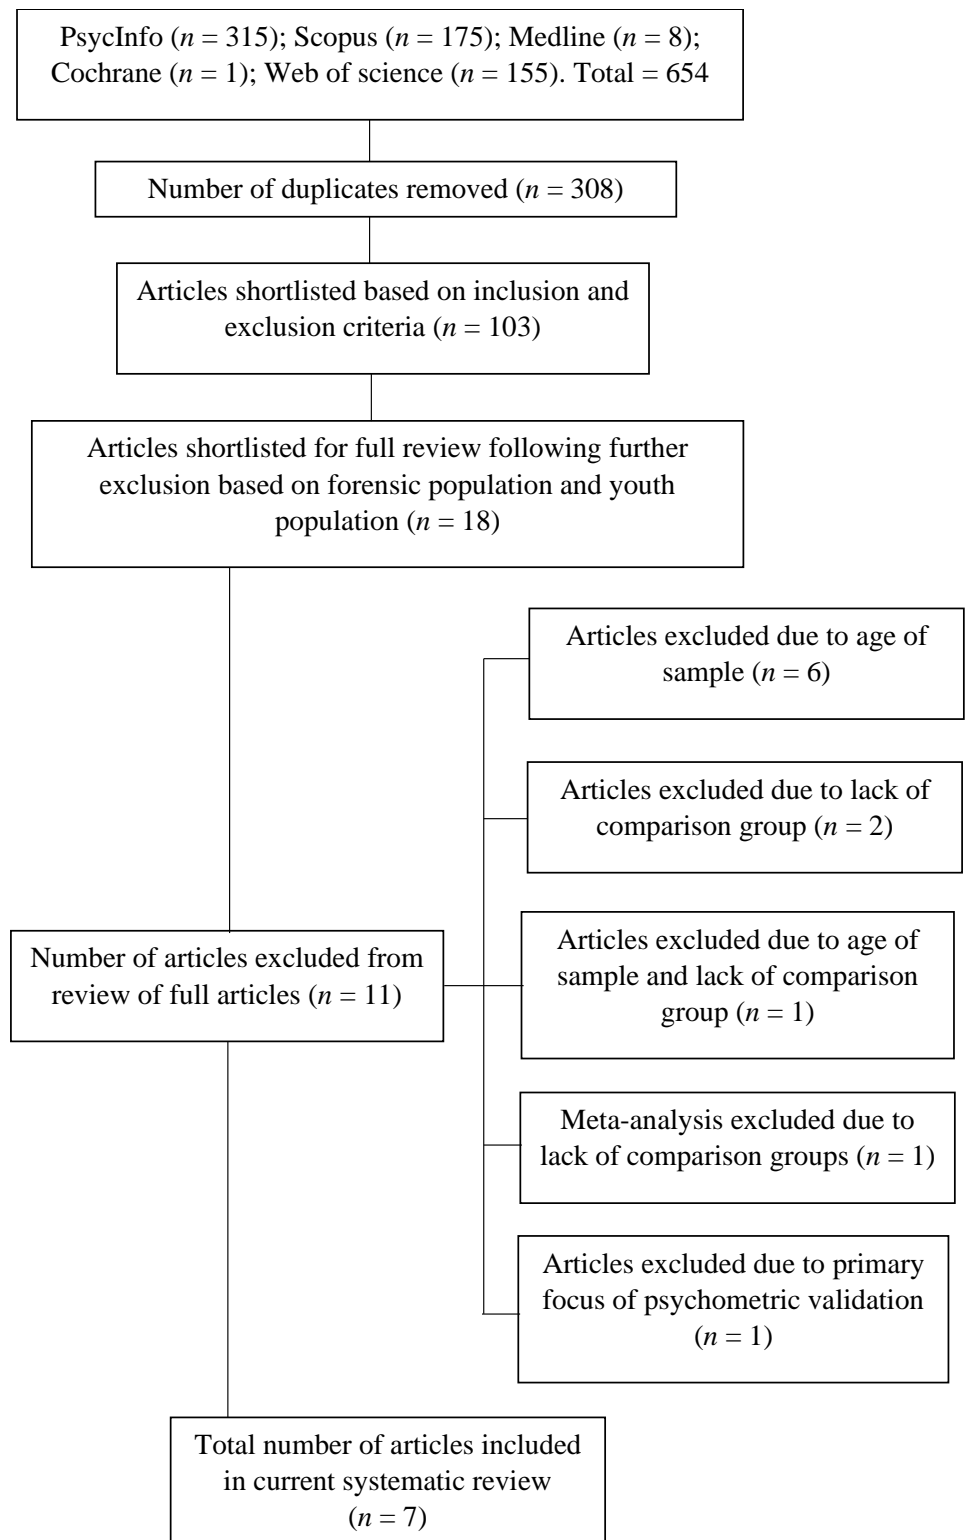 PsycInfo (n = 315); Scopus (n = 175); Medline (n = 8);
Cochrane (n = 1); Web of science (n = 155). Total = 654
Number of duplicates removed (n = 308)
Articles shortlisted based on inclusion and
exclusion criteria (n = 103)
Articles shortlisted for full review following further
exclusion based on forensic population and youth
population (n = 18)
Articles excluded due to age of
sample (n = 6)
Articles excluded due to lack of
comparison group (n = 2)
Number of articles excluded from
review of full articles (n = 11)
Articles excluded due to age of
sample and lack of comparison
group (n = 1)
Meta-analysis excluded due to
lack of comparison groups (n = 1)
Articles excluded due to primary
focus of psychometric validation
(n = 1)
Total number of articles included
in current systematic review
(n = 7)